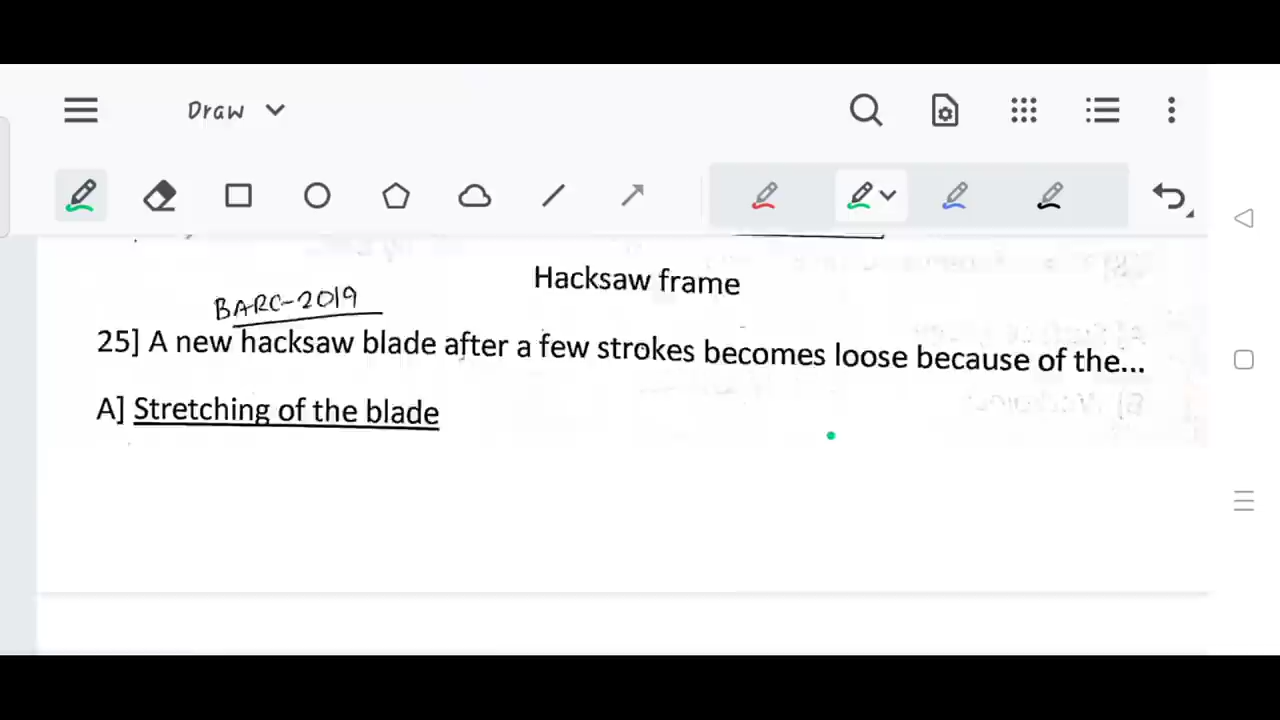 Draw
Hacksaw frame
BARC-2019
25] A new hacksaw blade after a few strokes becomes loose because of the...
A] Stretching of the blade